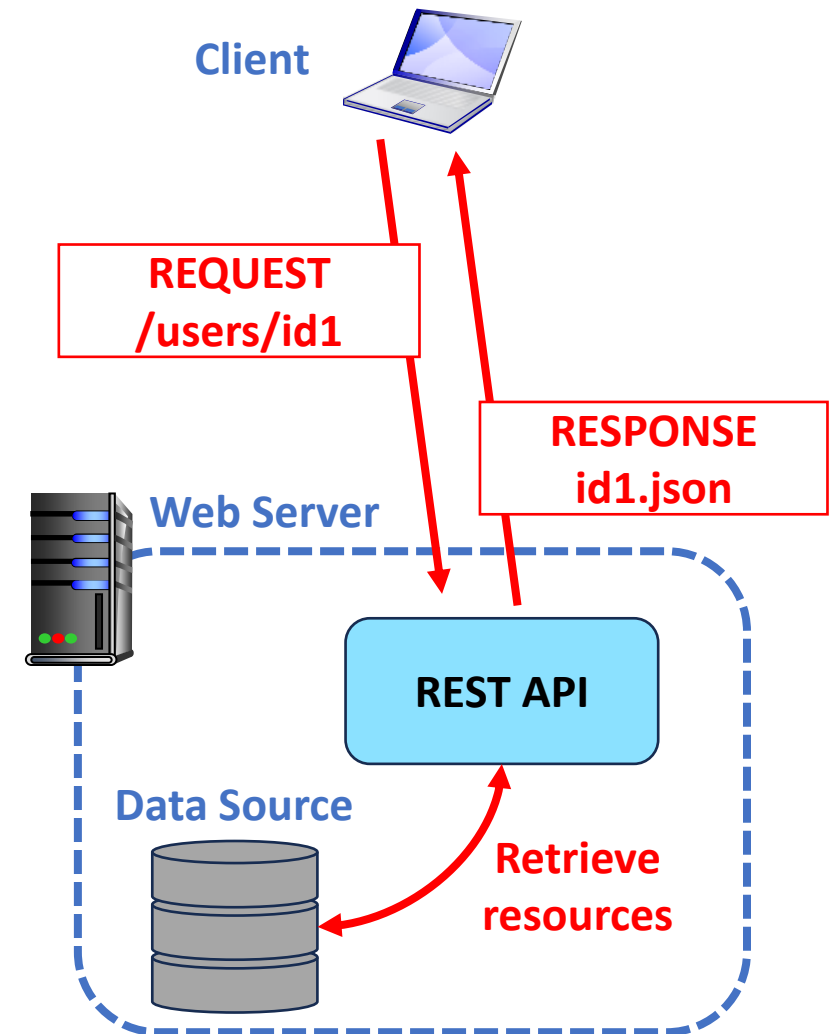 Client
REQUEST
/users/id1
RESPONSE
id1.json
Web Server
REST API
Data Source
Retrieve
resources